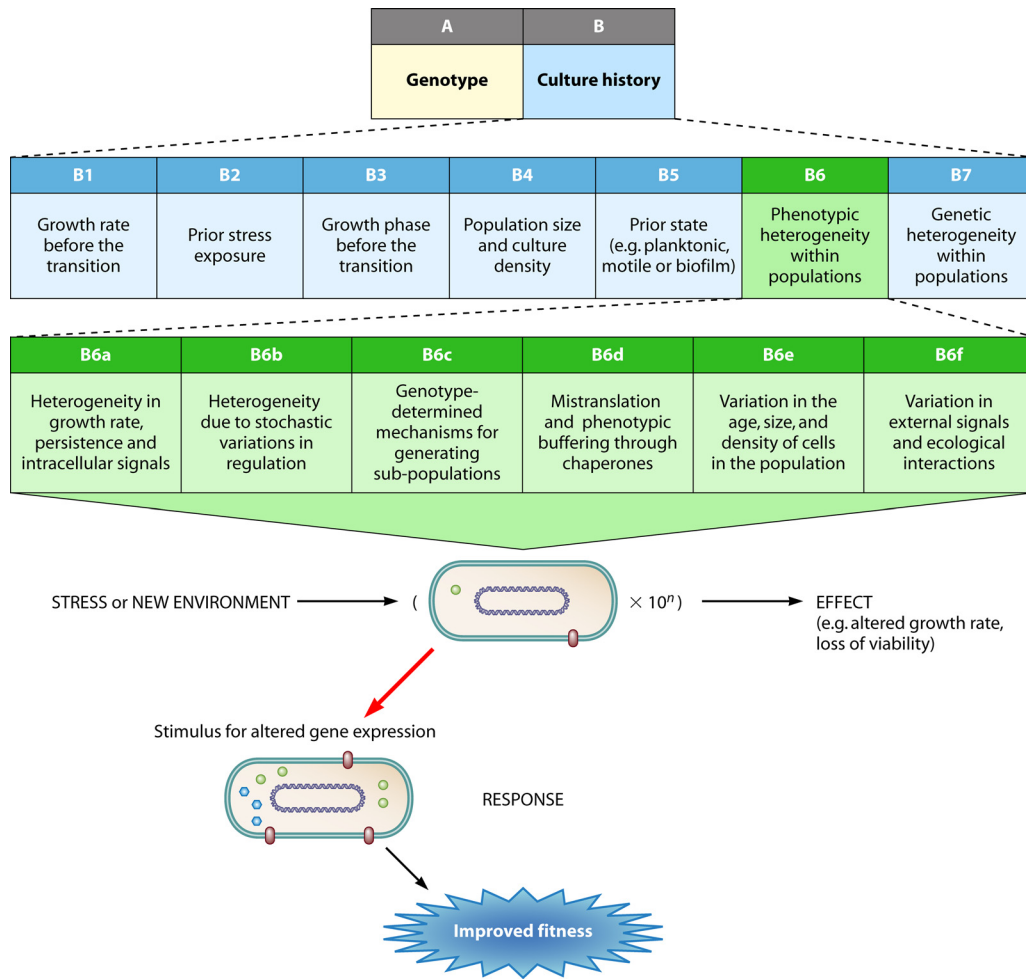 A B
Genotype Culture history
B1 B2 B3 B4 B5 B6 B7
Growth rate
before the
transition
Prior stress
exposure
Growth phase
before the
transition
Population size
and culture
density
Prior state
(e.g. planktonic,
motile or biofilm)
Phenotypic
heterogeneity
within
populations
Genetic
heterogeneity
within
populations
B6a B6b B6c B6d B6e B6f
Heterogeneity in
growth rate,
persistence and
intracellular signals
Heterogeneity
due to stochastic
variations in
regulation
Genotype-
determined
mechanisms for
generating
sub-populations
Mistranslation
and phenotypic
buffering through
chaperones
Variation in the
age, size, and
density of cells
in the population
Variation in
external signals
and ecological
interactions
STRESS or NEW ENVIRONMENT ( × 10ⁿ ) EFFECT
(e.g. altered growth rate,
loss of viability)
Stimulus for altered gene expression
RESPONSE
Improved fitness